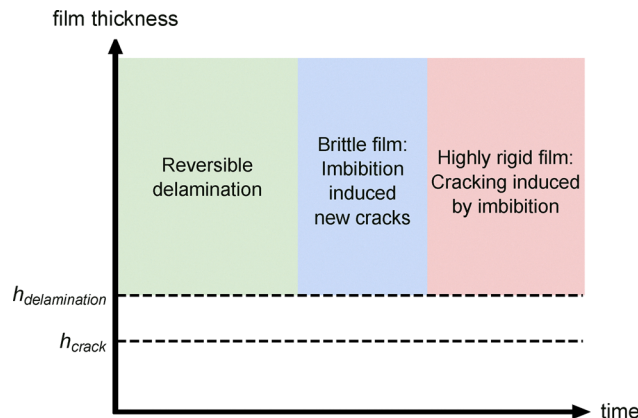 film thickness
Reversible
delamination
Brittle film:
Imbibition
induced
new cracks
Highly rigid film:
Cracking induced
by imbibition
hdelamination
hcrack
time